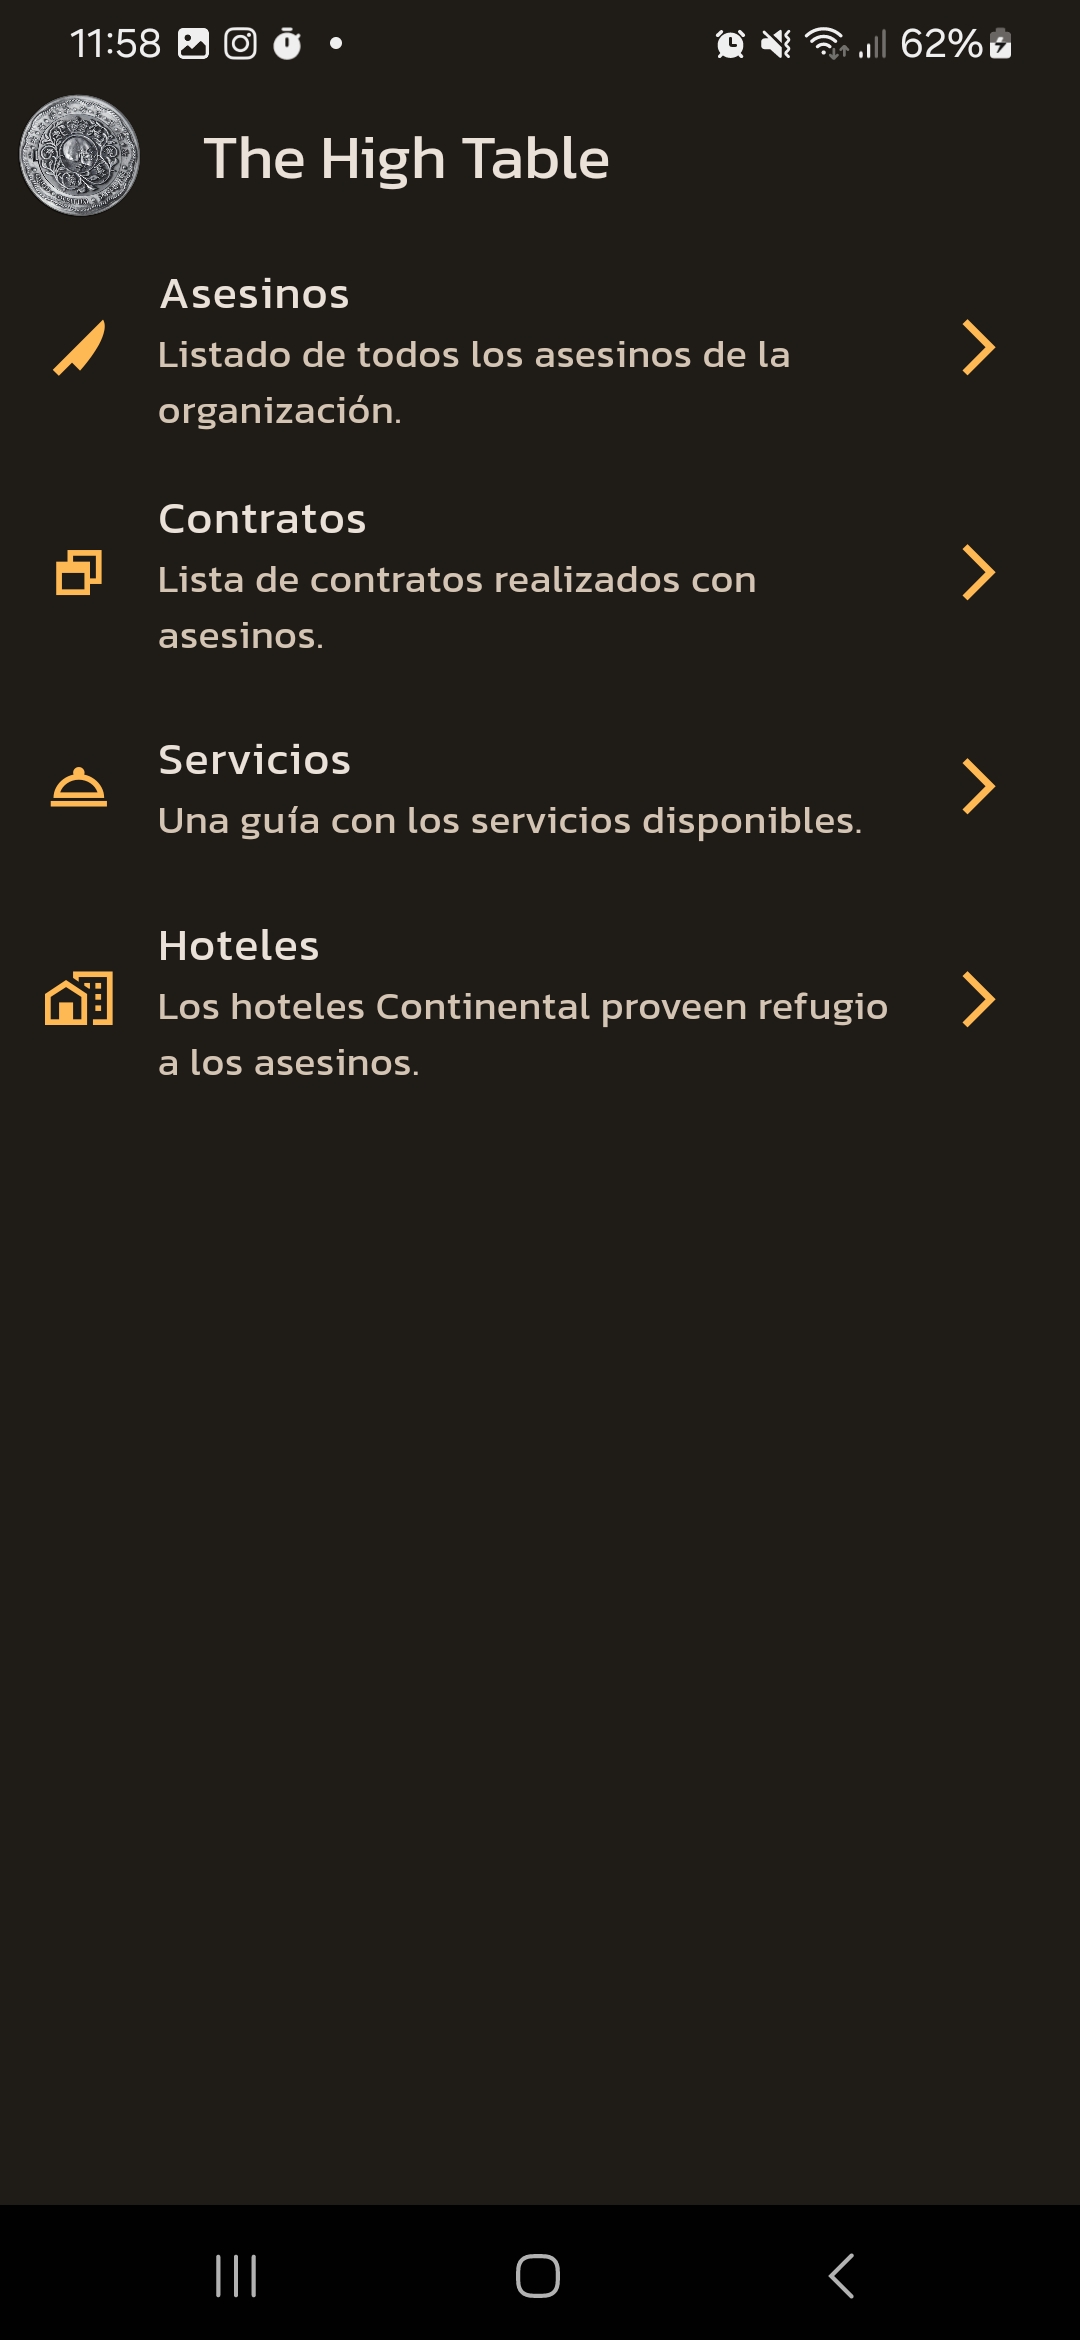 11:58
62%
The High Table
Asesinos
Listado de todos los asesinos de la
organización.
Contratos
Lista de contratos realizados con
asesinos.
Servicios
Una guía con los servicios disponibles.
Hoteles
Los hoteles Continental proveen refugio
a los asesinos.